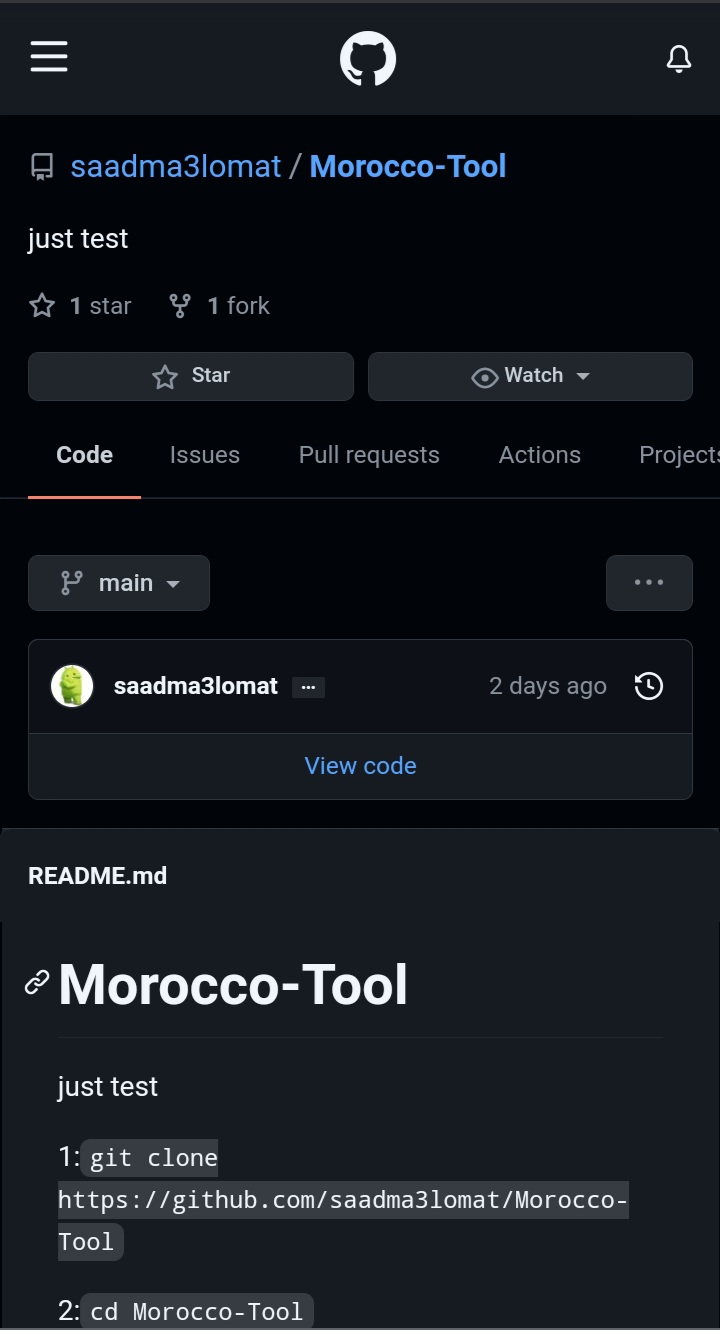 saadma3lomat / Morocco-Tool
just test
1 star 1 fork
Star Watch
Code Issues Pull requests Actions Projects
main
saadma3lomat 2 days ago
View code
README.md
Morocco-Tool
just test
1: git clone
https://github.com/saadma3lomat/Morocco-
Tool
2: cd Morocco-Tool